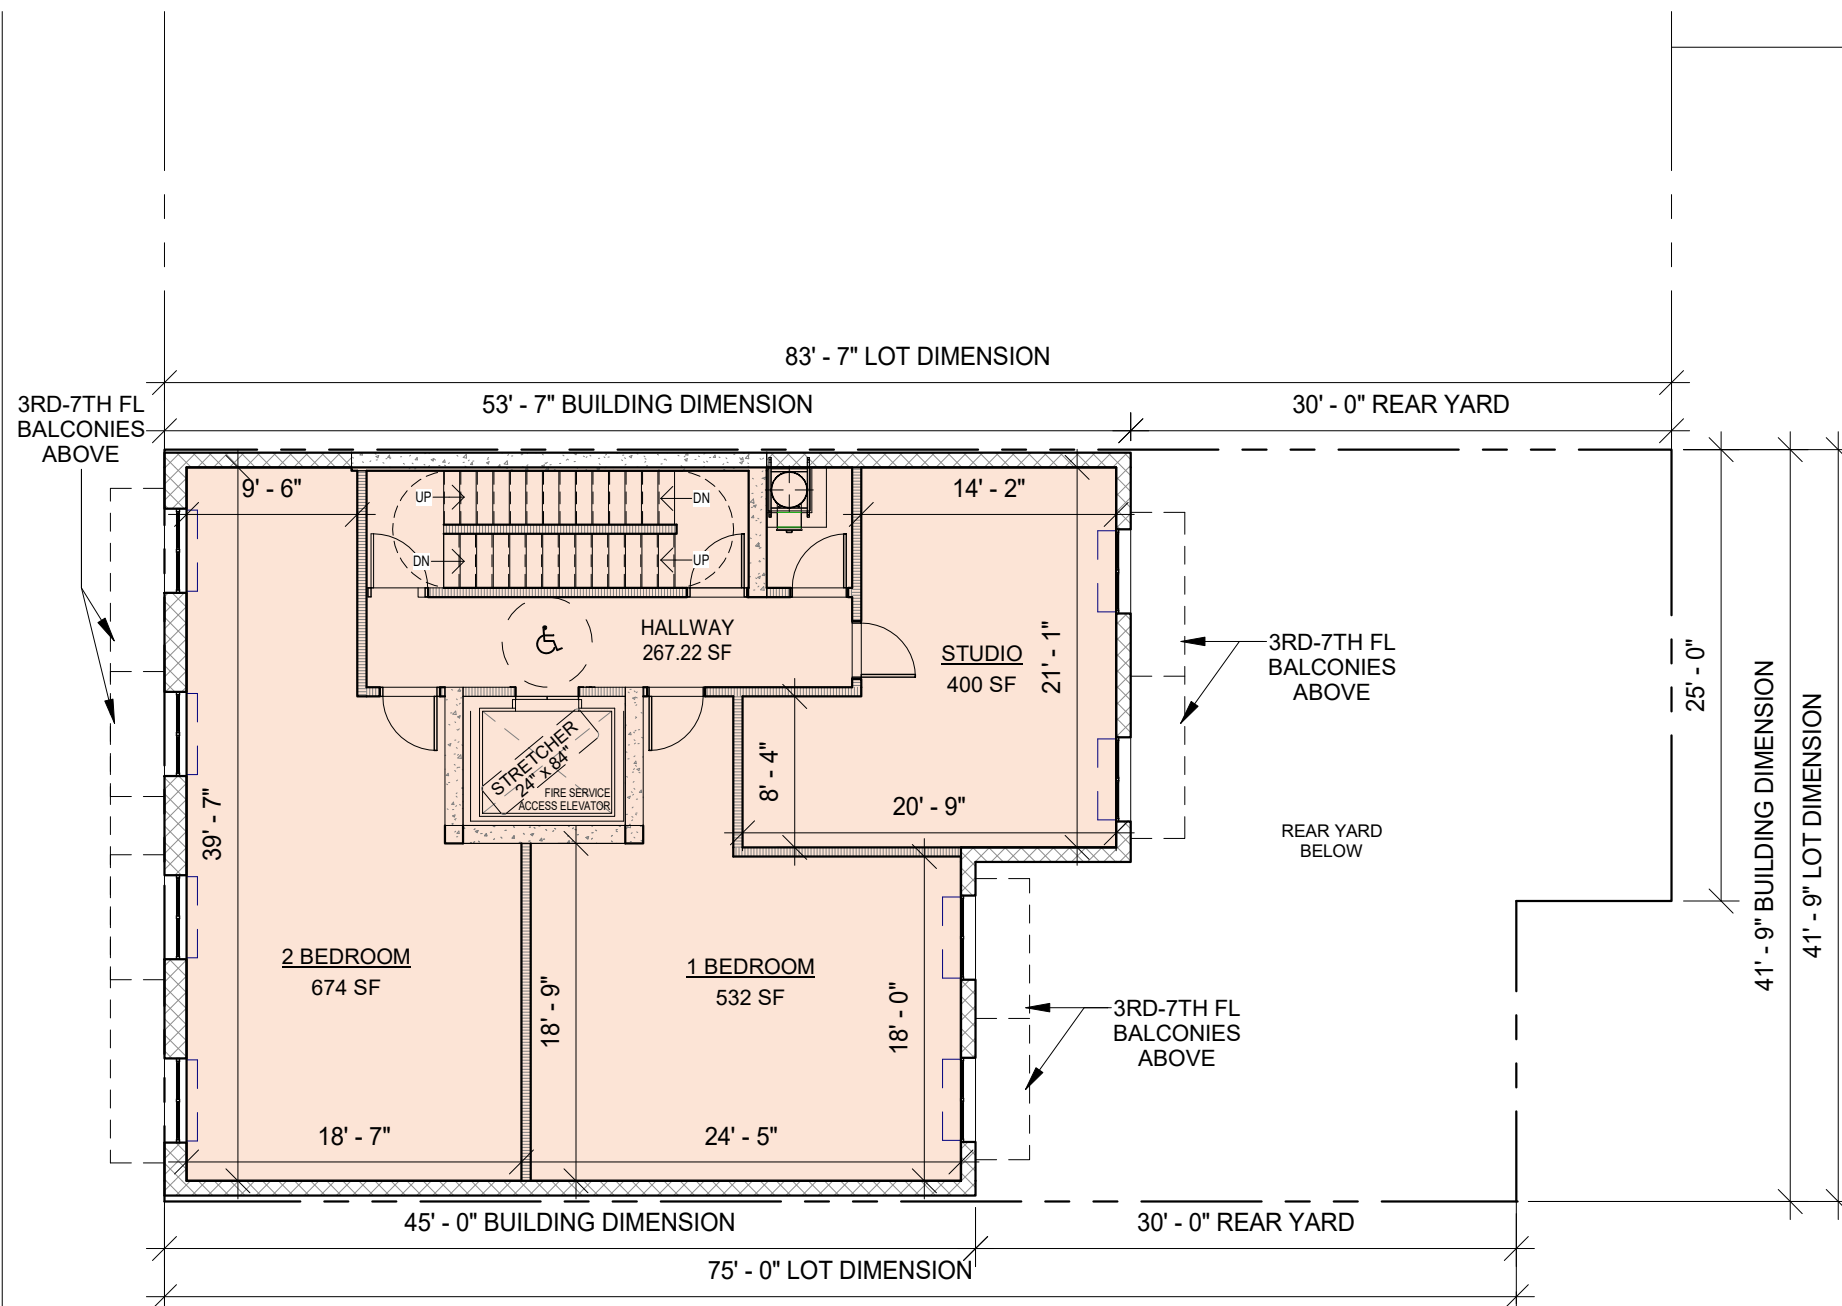 83' - 7" LOT DIMENSION
53' - 7" BUILDING DIMENSION
30' - 0" REAR YARD
3RD-7TH FL
BALCONIES
ABOVE
9' - 6"
UP
DN
14' - 2"
DN
UP
HALLWAY
267.22 SF
STUDIO
400 SF
21' - 1"
3RD-7TH FL
BALCONIES
ABOVE
25' - 0"
41' - 9" BUILDING DIMENSION
41' - 9" LOT DIMENSION
STRETCHER
24" x 84"
FIRE SERVICE
ACCESS ELEVATOR
8' - 4"
20' - 9"
39' - 7"
REAR YARD
BELOW
2 BEDROOM
674 SF
1 BEDROOM
532 SF
18' - 9"
18' - 0"
3RD-7TH FL
BALCONIES
ABOVE
18' - 7"
24' - 5"
45' - 0" BUILDING DIMENSION
30' - 0" REAR YARD
75' - 0" LOT DIMENSION